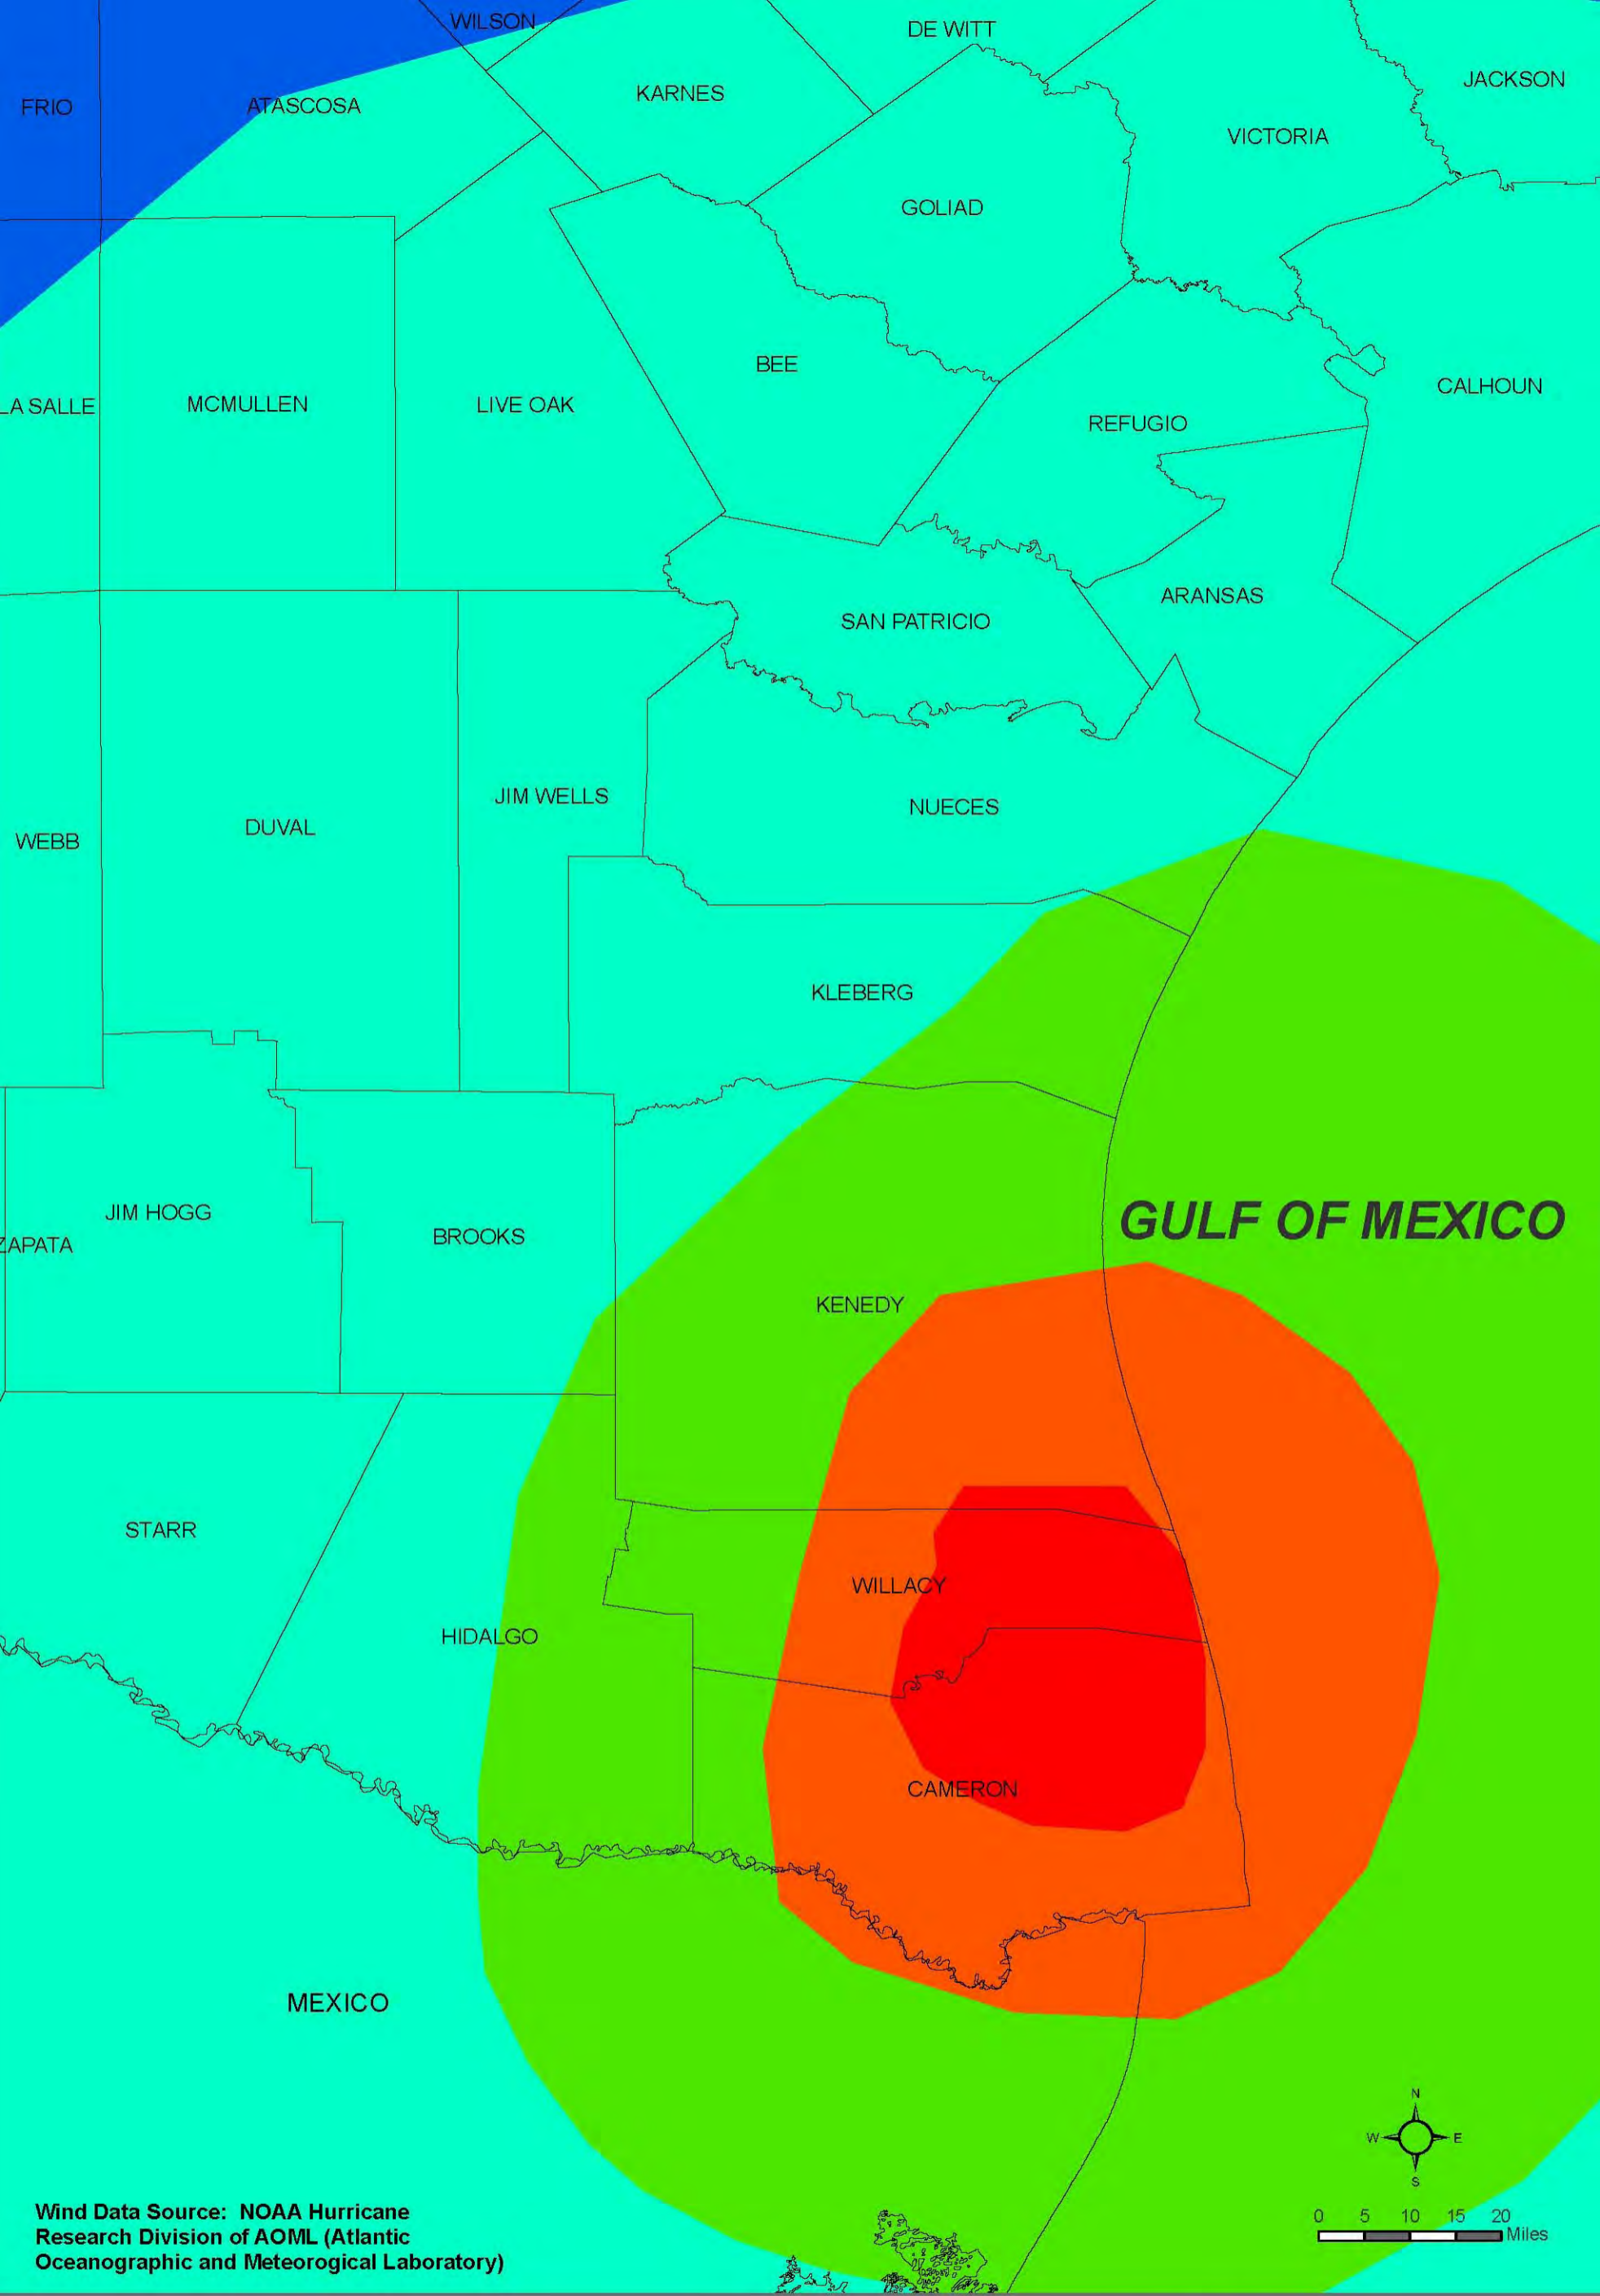 WILSON
DE WITT
JACKSON
KARNES
FRIO
ATASCOSA
VICTORIA
GOLIAD
BEE
CALHOUN
LA SALLE
MCMULLEN
LIVE OAK
REFUGIO
ARANSAS
SAN PATRICIO
JIM WELLS
NUECES
DUVAL
WEBB
KLEBERG
JIM HOGG
GULF OF MEXICO
BROOKS
ZAPATA
KENEDY
STARR
WILLACY
HIDALGO
CAMERON
MEXICO
N
W E
S
0 5 10 15 20
Miles
Wind Data Source: NOAA Hurricane
Research Division of AOML (Atlantic
Oceanographic and Meteorogical Laboratory)